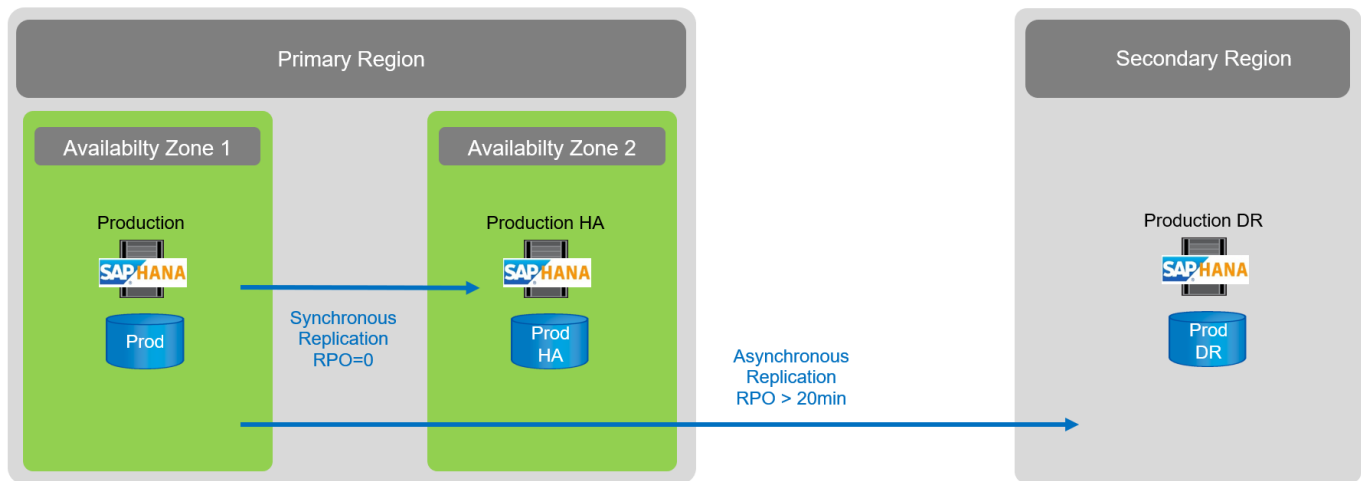 Primary Region
Secondary Region
Availabilty Zone 1
Availabilty Zone 2
Production
Production HA
Production DR
SAP HANA
SAP HANA
SAP HANA
Prod
Prod
HA
Prod
DR
Synchronous
Replication
RPO=0
Asynchronous
Replication
RPO > 20min